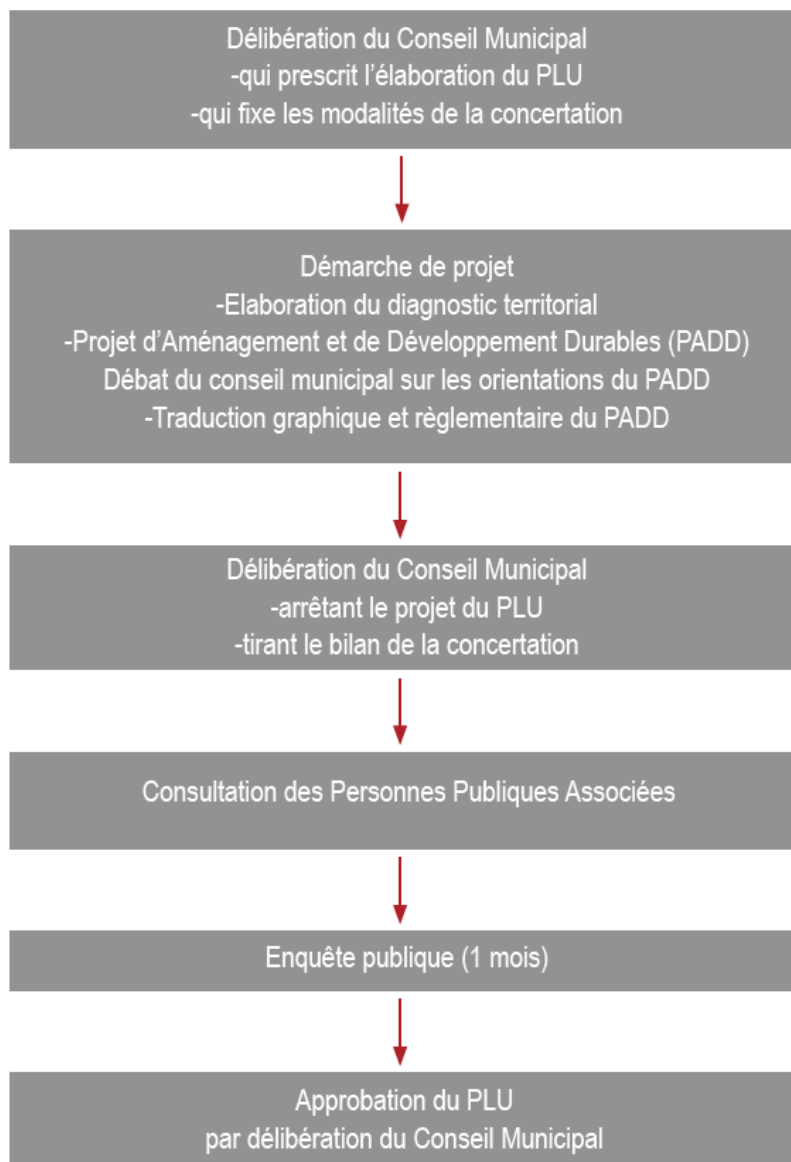 Délibération du Conseil Municipal
-qui prescrit l’élaboration du PLU
-qui fixe les modalités de la concertation
Démarche de projet
-Elaboration du diagnostic territorial
-Projet d’Aménagement et de Développement Durables (PADD)
Débat du conseil municipal sur les orientations du PADD
-Traduction graphique et règlementaire du PADD
Délibération du Conseil Municipal
-arrêtant le projet du PLU
-tirant le bilan de la concertation
Consultation des Personnes Publiques Associées
Enquête publique (1 mois)
Approbation du PLU
par délibération du Conseil Municipal